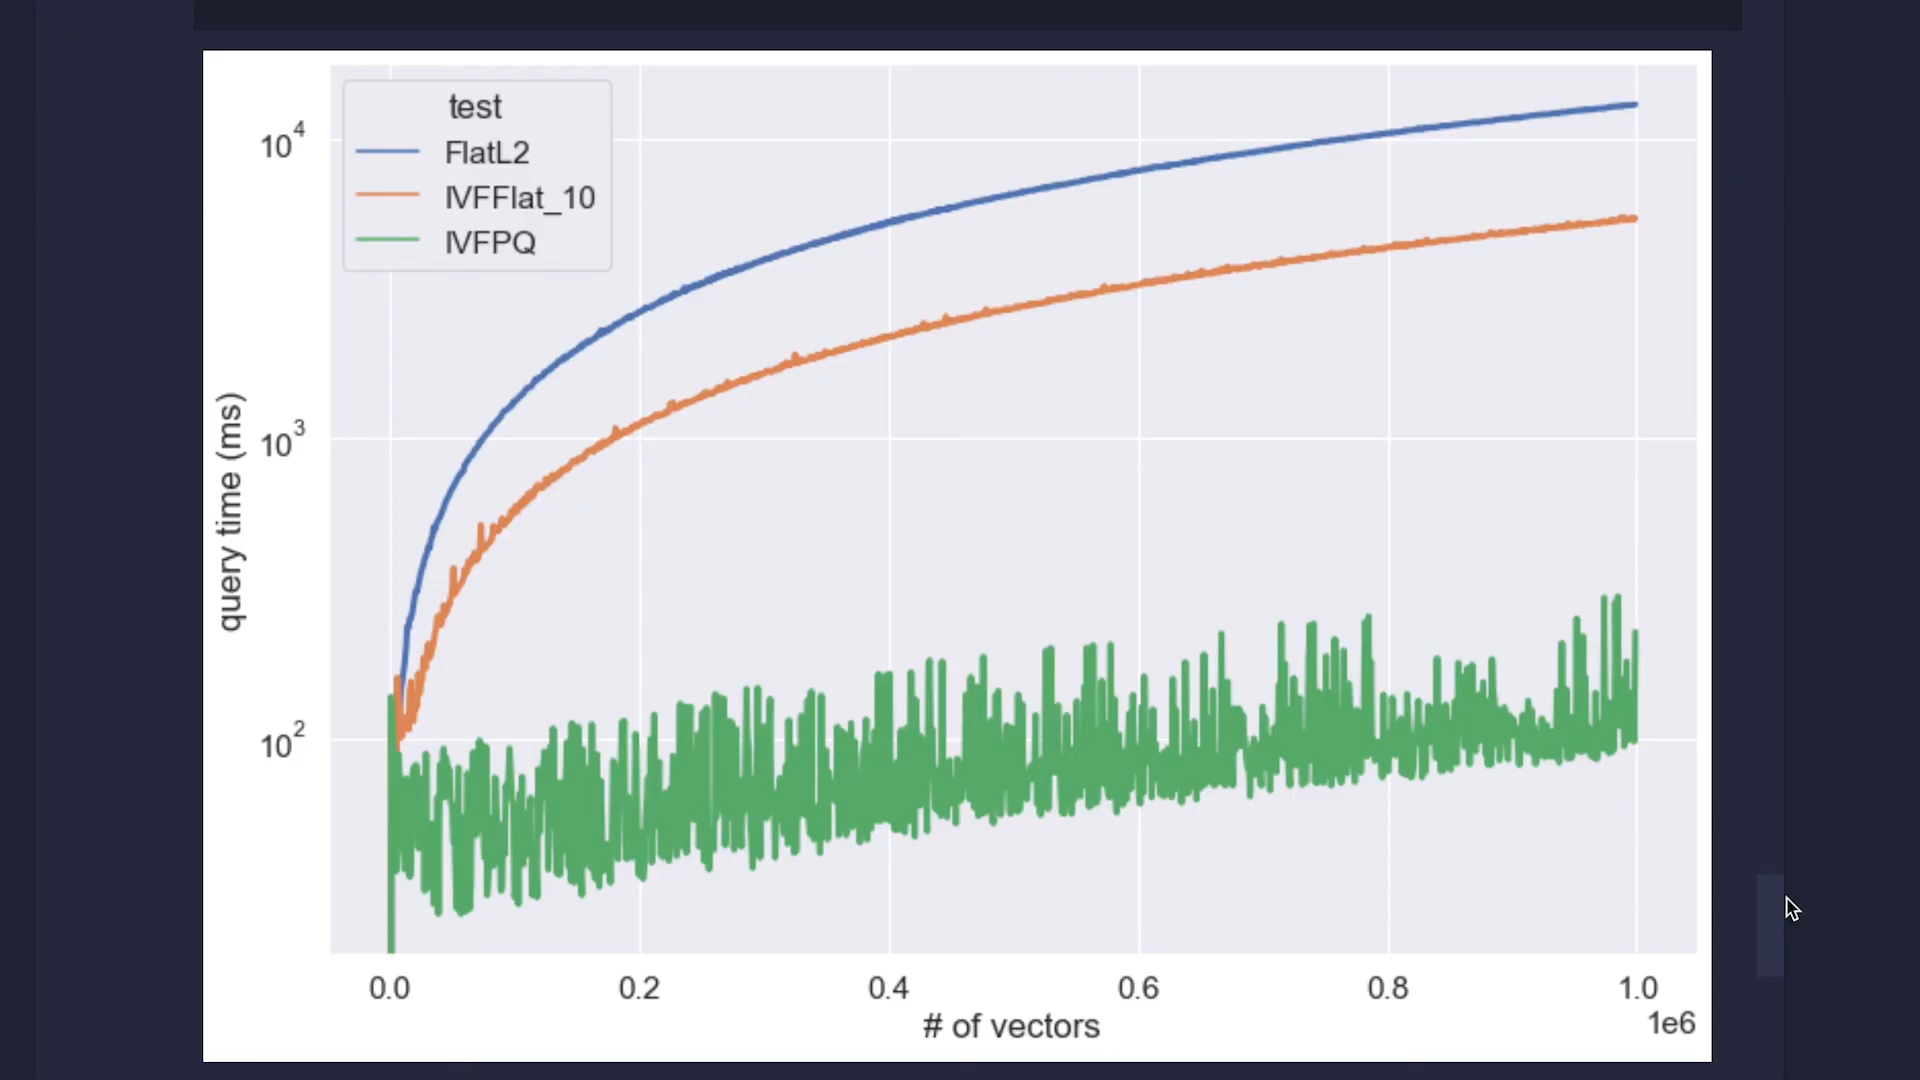 test
FlatL2
IVFFlat_10
IVFPQ
10^4
10^3
10^2
query time (ms)
0.0 0.2 0.4 0.6 0.8 1.0
# of vectors
1e6